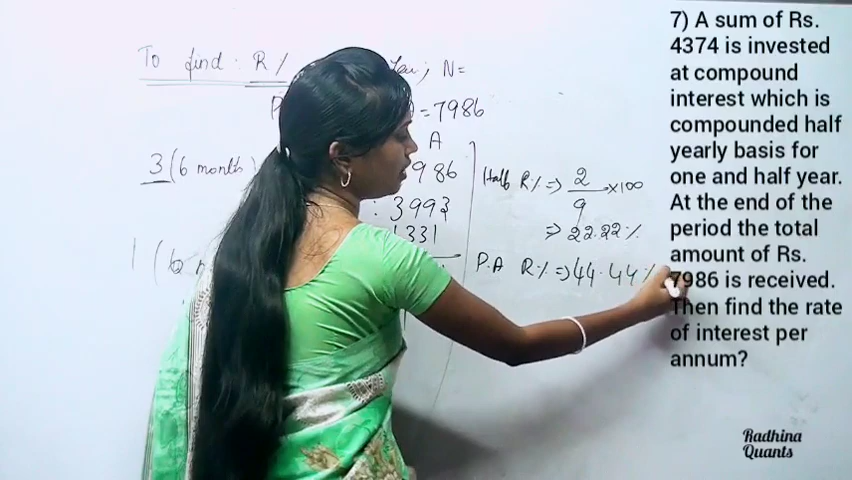 To find: R%
N=
=7986
A
3 (6 months)
986
: 3993
1331
1 (6
Half R% => 2/9 ×100
=> 22.22%
P.A R% => 44.44%
7) A sum of Rs.
4374 is invested
at compound
interest which is
compounded half
yearly basis for
one and half year.
At the end of the
period the total
amount of Rs.
7986 is received.
Then find the rate
of interest per
annum?
Radhina
Quants